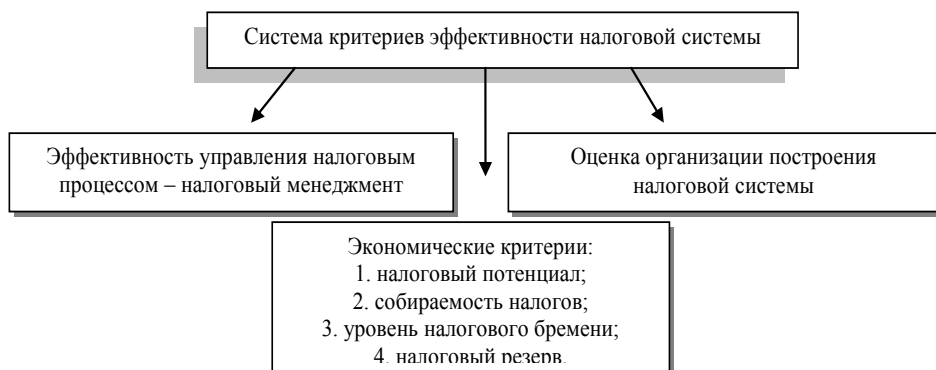 Система критериев эффективности налоговой системы
Эффективность управления налоговым
процессом – налоговый менеджмент
Оценка организации построения
налоговой системы
Экономические критерии:
1. налоговый потенциал;
2. собираемость налогов;
3. уровень налогового бремени;
4. налоговый резерв.